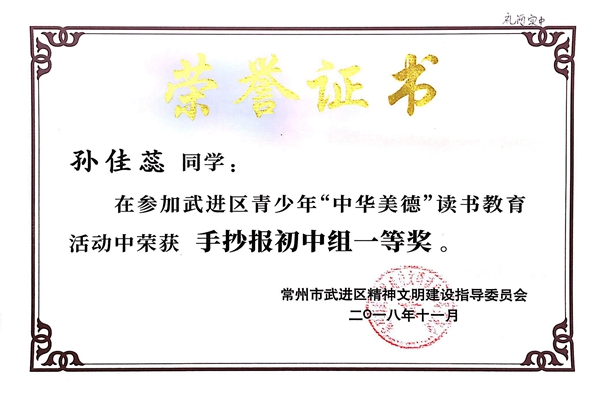 荣誉证书
孙佳蕊 同学：
在参加武进区青少年“中华美德”读书教育
活动中荣获 手抄报初中组一等奖。
常州市武进区精神文明建设指导委员会
二〇一八年十一月